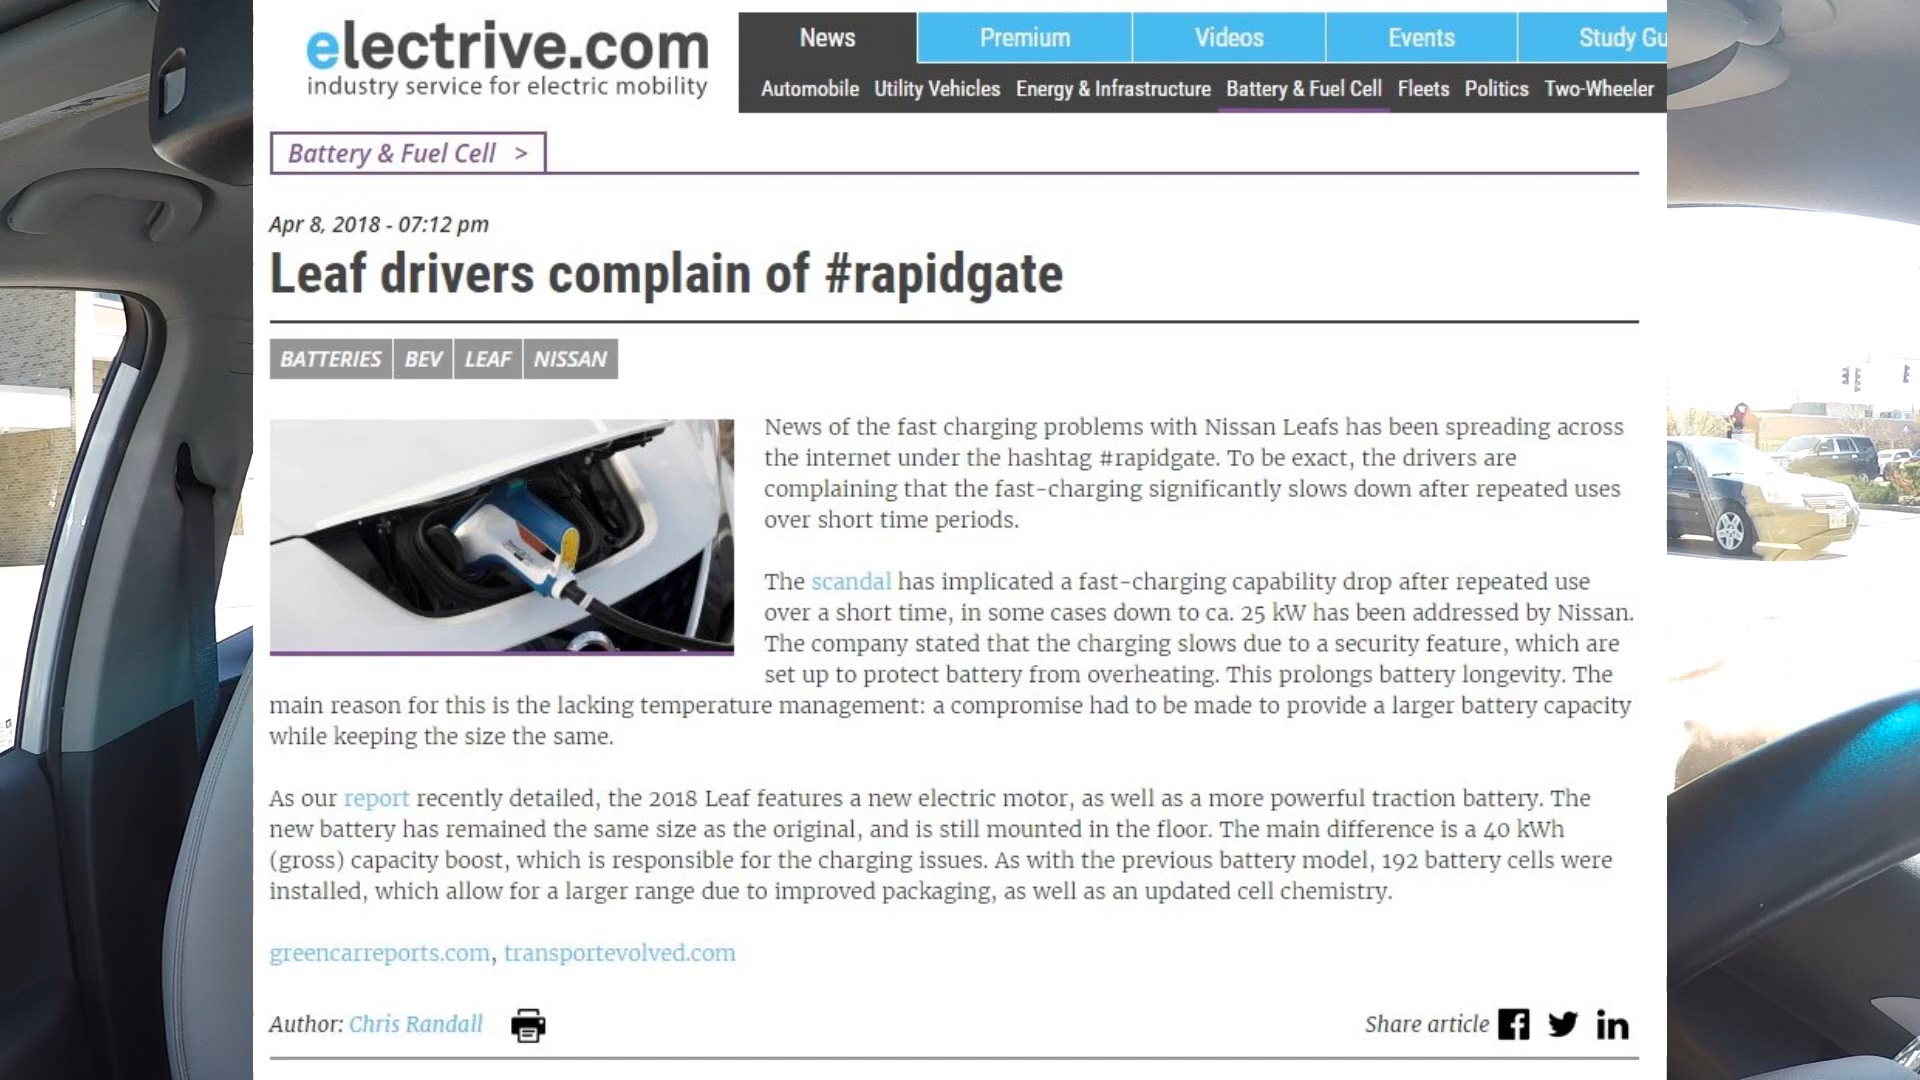 electrive.com
industry service for electric mobility
News Premium Videos Events Study Gu
Automobile Utility Vehicles Energy & Infrastructure Battery & Fuel Cell Fleets Politics Two-Wheeler
Battery & Fuel Cell >
Apr 8, 2018 - 07:12 pm
Leaf drivers complain of #rapidgate
BATTERIES BEV LEAF NISSAN
News of the fast charging problems with Nissan Leafs has been spreading across
the internet under the hashtag #rapidgate. To be exact, the drivers are
complaining that the fast-charging significantly slows down after repeated uses
over short time periods.
The scandal has implicated a fast-charging capability drop after repeated use
over a short time, in some cases down to ca. 25 kW has been addressed by Nissan.
The company stated that the charging slows due to a security feature, which are
set up to protect battery from overheating. This prolongs battery longevity. The
main reason for this is the lacking temperature management: a compromise had to be made to provide a larger battery capacity
while keeping the size the same.
As our report recently detailed, the 2018 Leaf features a new electric motor, as well as a more powerful traction battery. The
new battery has remained the same size as the original, and is still mounted in the floor. The main difference is a 40 kWh
(gross) capacity boost, which is responsible for the charging issues. As with the previous battery model, 192 battery cells were
installed, which allow for a larger range due to improved packaging, as well as an updated cell chemistry.
greencarreports.com, transportevolved.com
Author: Chris Randall
Share article